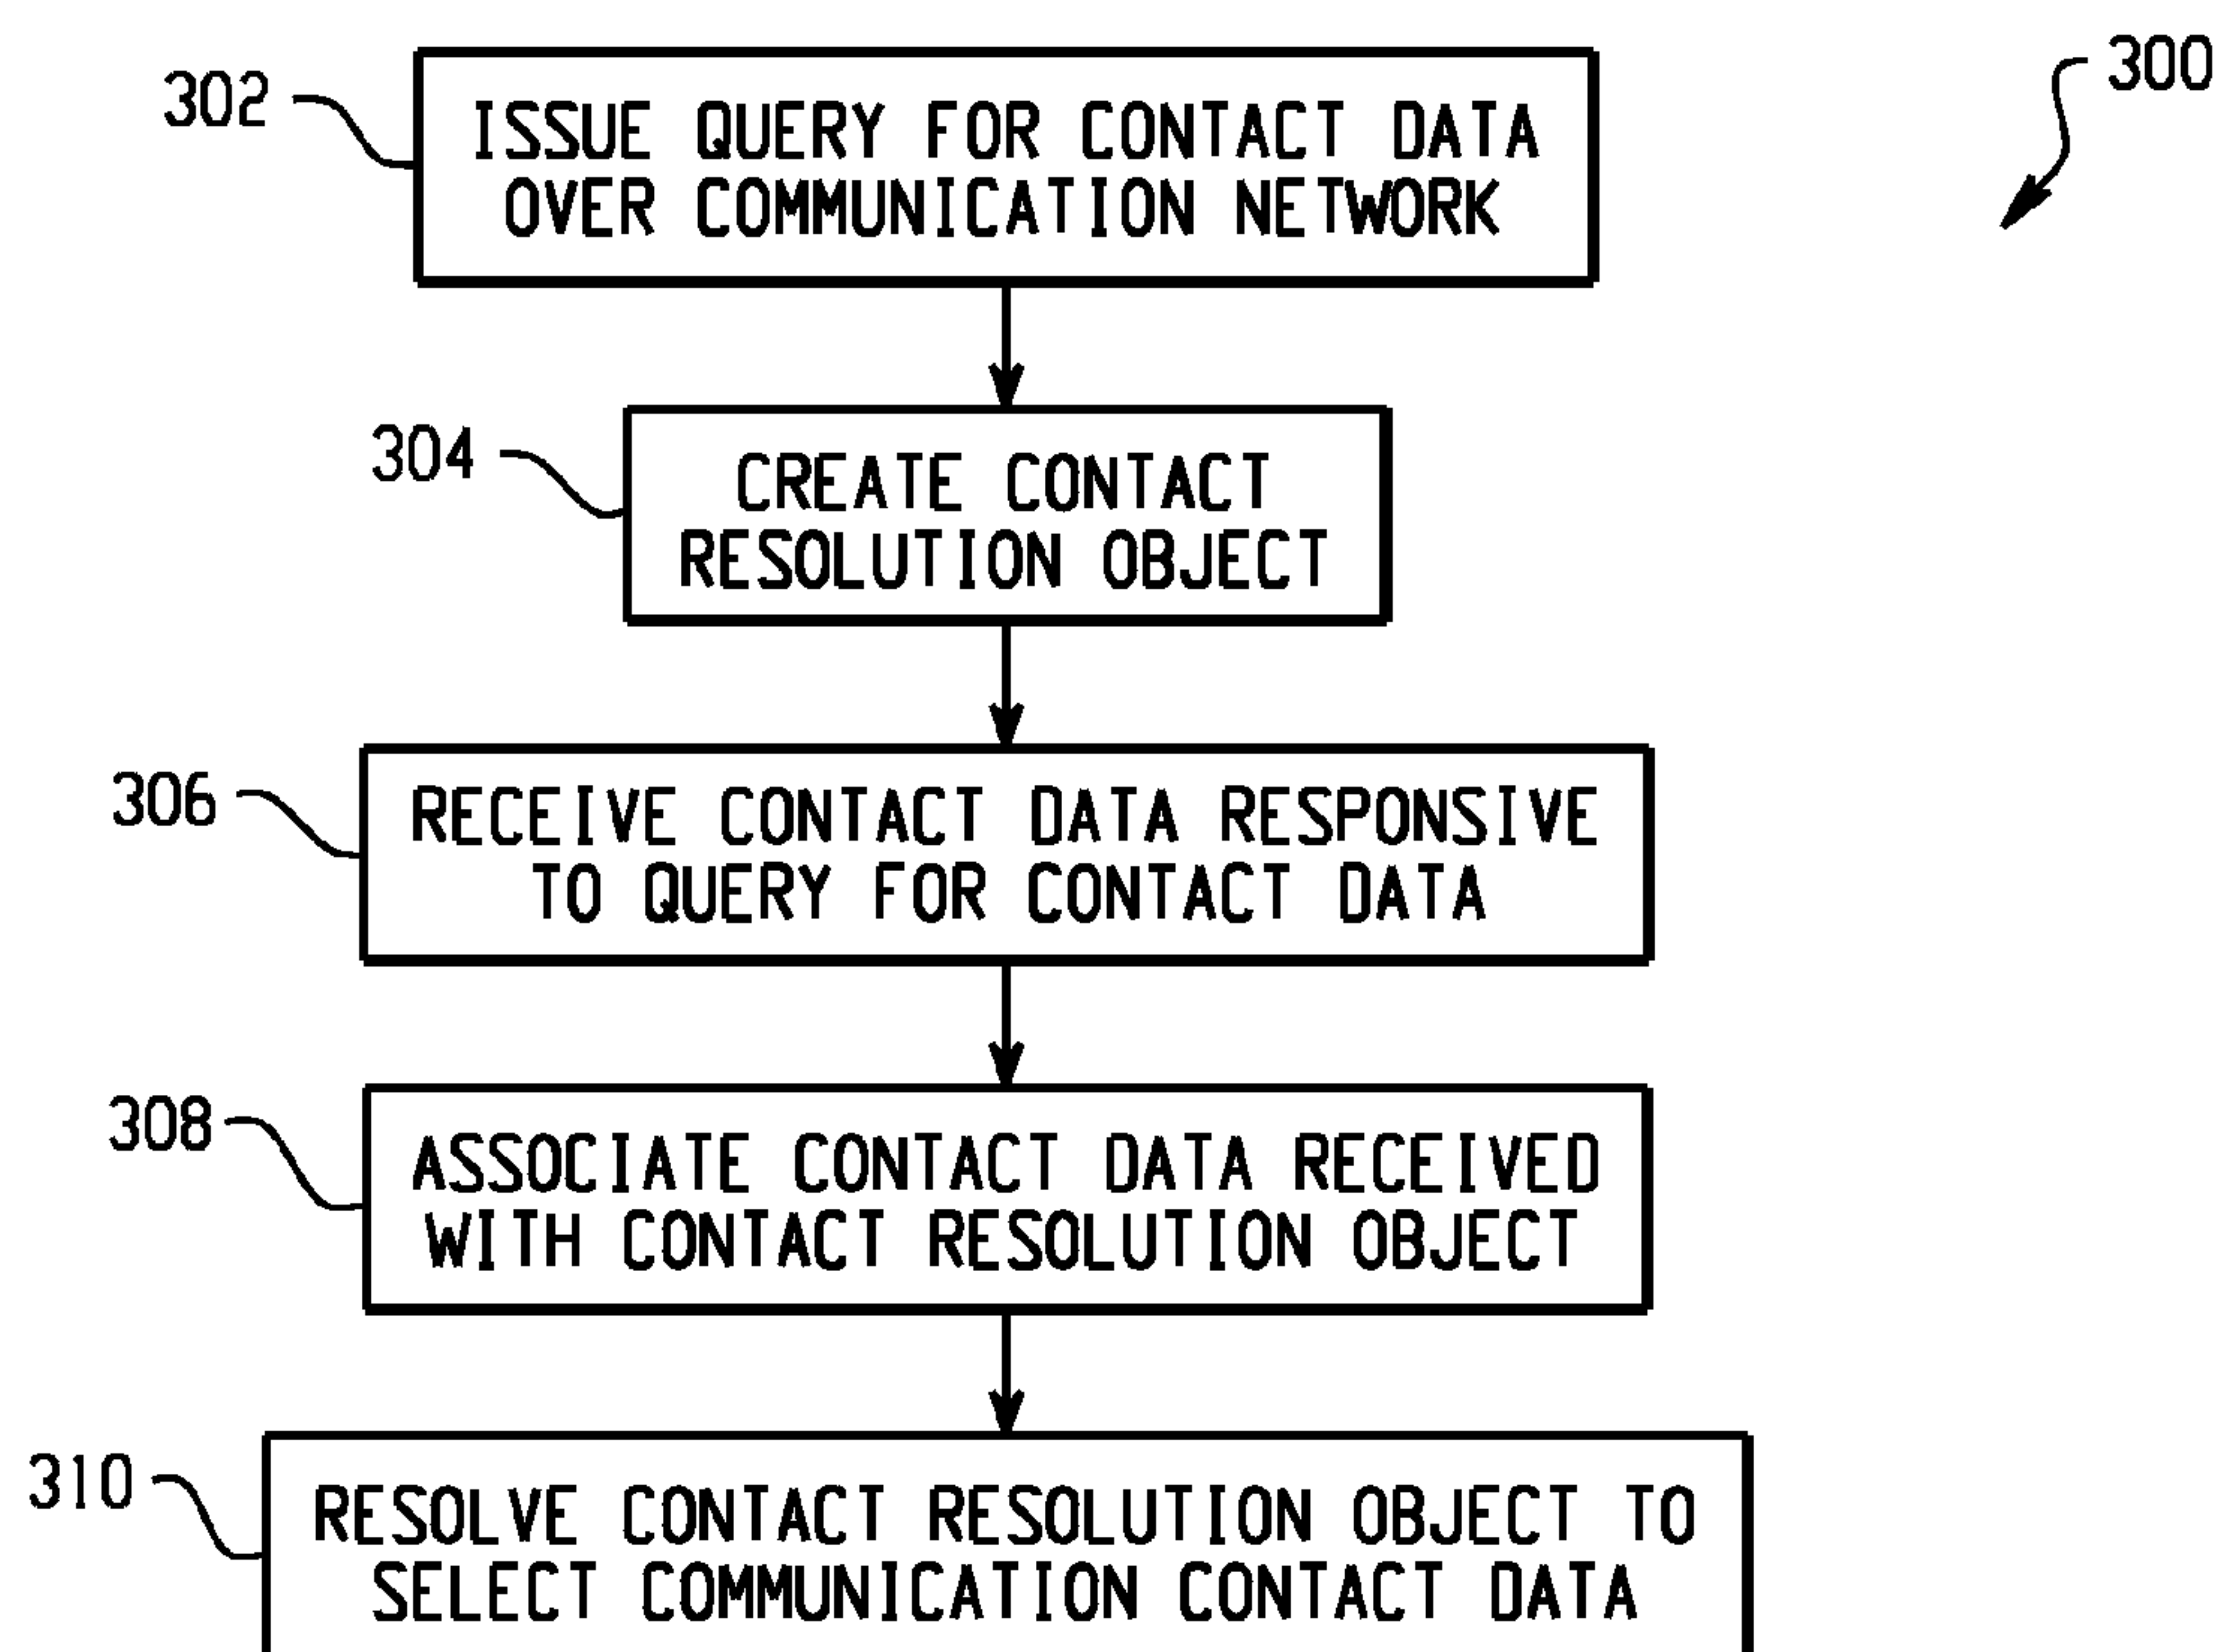 300
302
ISSUE QUERY FOR CONTACT DATA
OVER COMMUNICATION NETWORK
304
CREATE CONTACT
RESOLUTION OBJECT
306
RECEIVE CONTACT DATA RESPONSIVE
TO QUERY FOR CONTACT DATA
308
ASSOCIATE CONTACT DATA RECEIVED
WITH CONTACT RESOLUTION OBJECT
310
RESOLVE CONTACT RESOLUTION OBJECT TO
SELECT COMMUNICATION CONTACT DATA